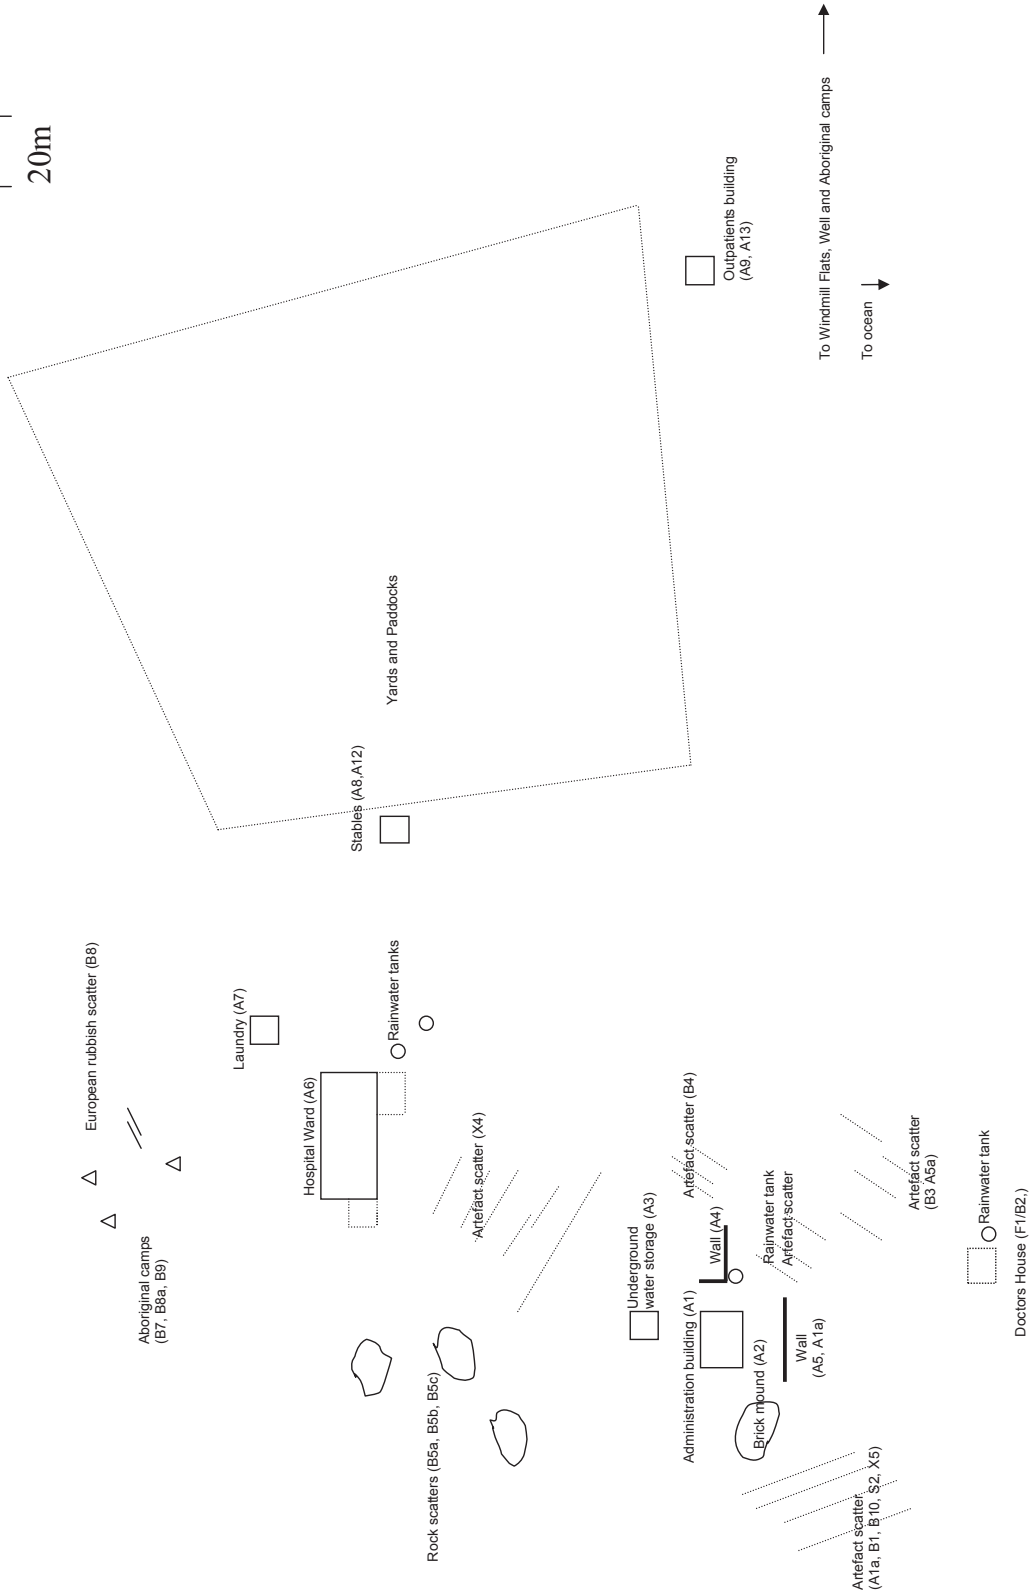 20m
To Windmill Flats, Well and Aboriginal camps
To ocean
Outpatients building
(A9, A13)
Yards and Paddocks
Stables (A8,A12)
European rubbish scatter (B8)
Aboriginal camps
(B7, B8a, B9)
Laundry (A7)
Hospital Ward (A6)
Rainwater tanks
Artefact scatter (X4)
Rock scatters (B5a, B5b, B5c)
Underground
water storage (A3)
Artefact scatter (B4)
Wall (A4)
Administration building (A1)
Rainwater tank
Artefact scatter
Brick mound (A2)
Wall
(A5, A1a)
Artefact scatter
(A1a, B1, B10, S2, X5)
Artefact scatter
(B3 A5a)
Rainwater tank
Doctors House (F1/B2,)